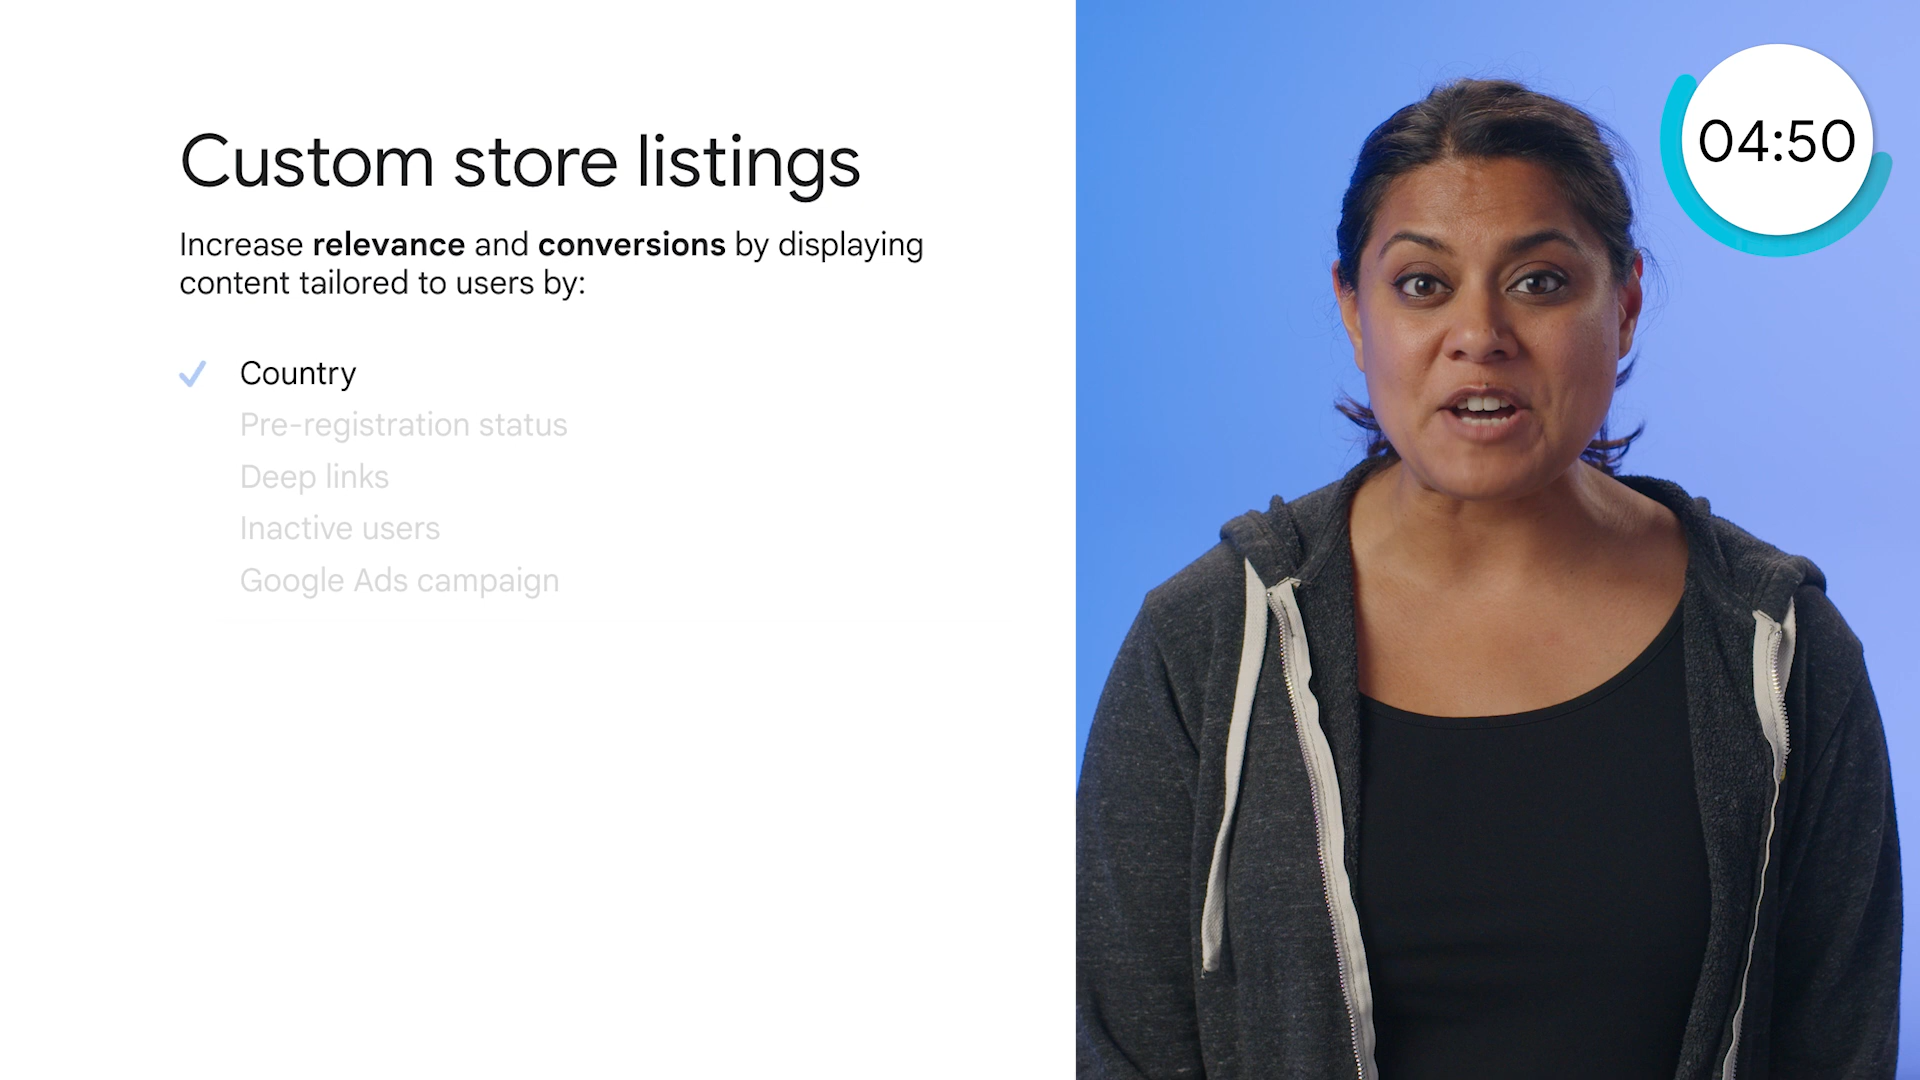 Custom store listings
Increase relevance and conversions by displaying
content tailored to users by:
Country
Pre-registration status
Deep links
Inactive users
Google Ads campaign
04:50